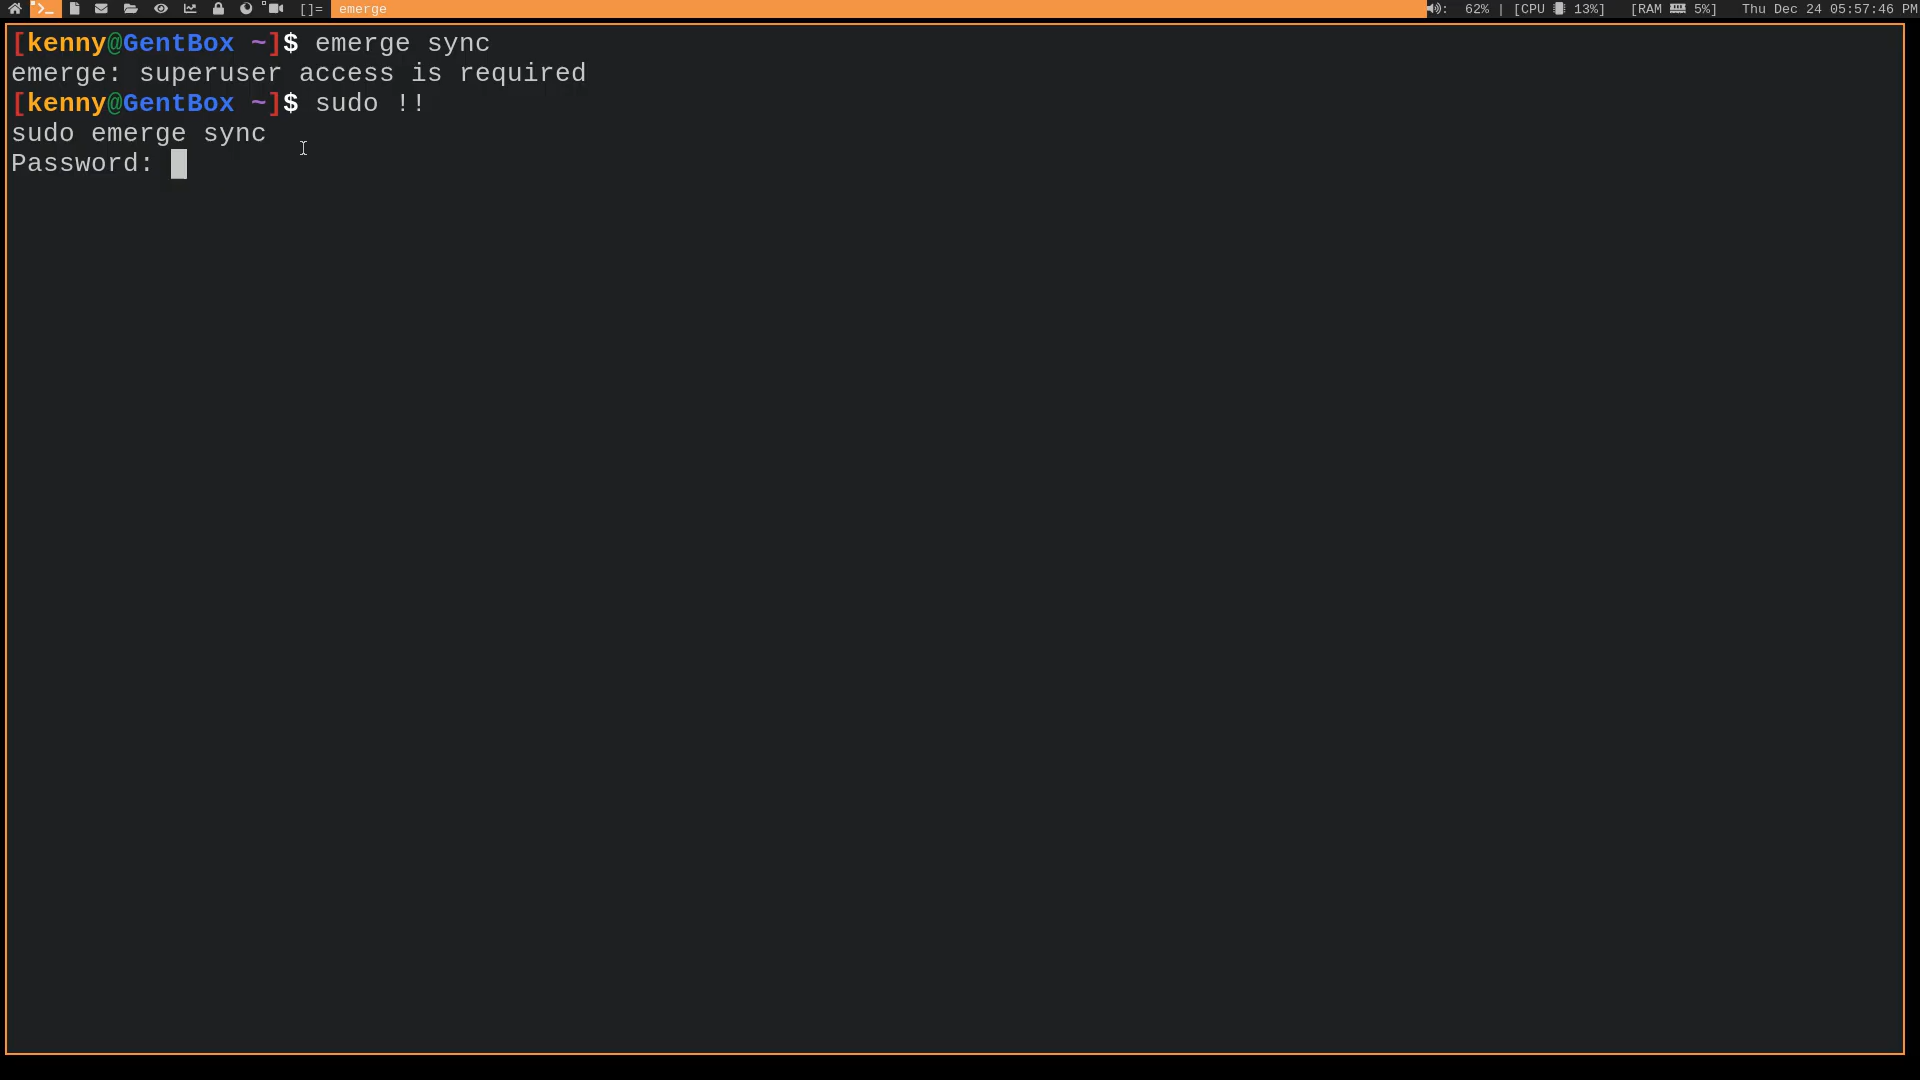 []= emerge : 62% | [CPU 13%] [RAM 5%] Thu Dec 24 05:57:46 PM
[kenny@GentBox ~]$ emerge sync
emerge: superuser access is required
[kenny@GentBox ~]$ sudo !!
sudo emerge sync
Password: